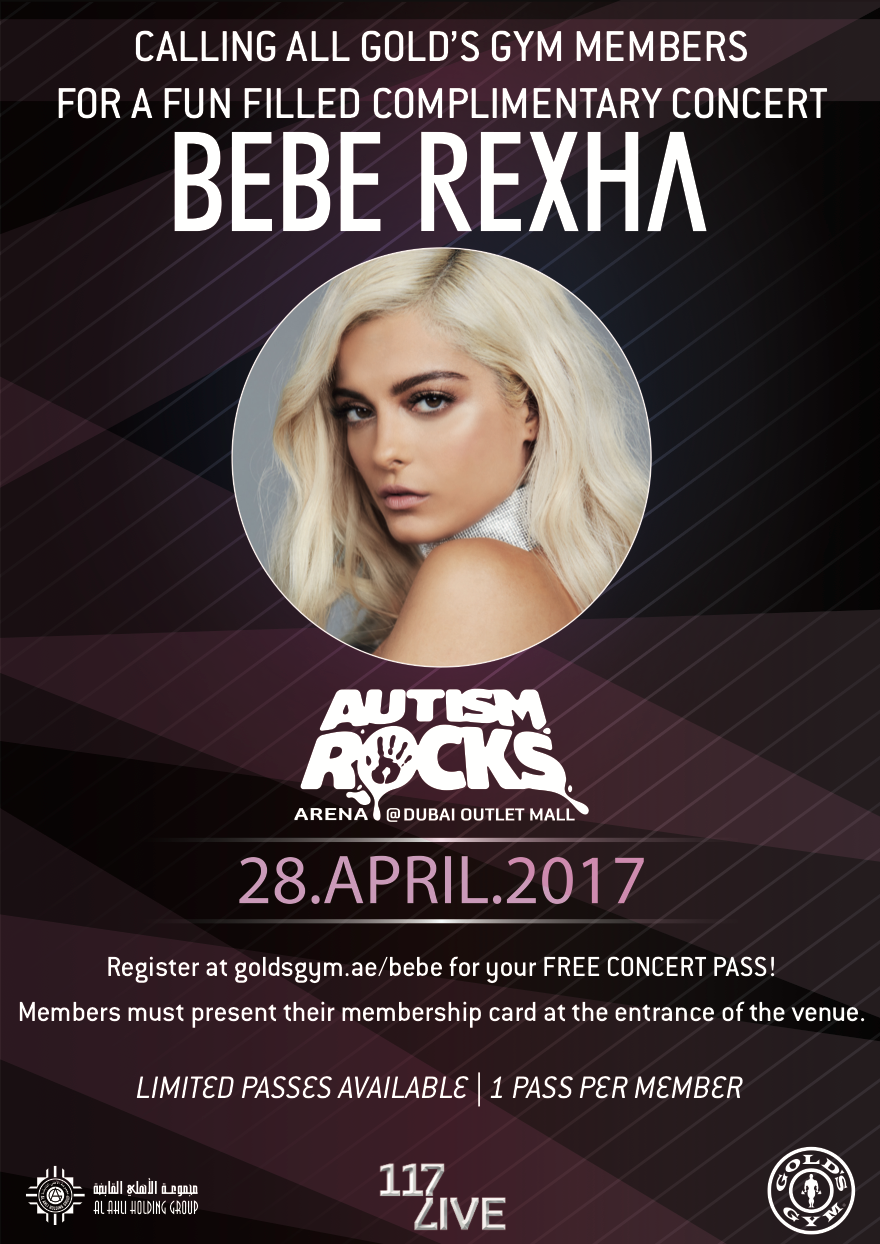 CALLING ALL GOLD'S GYM MEMBERS
FOR A FUN FILLED COMPLIMENTARY CONCERT
BEBE REXHA
AUTISM
ROCKS
ARENA @DUBAI OUTLET MALL
28.APRIL.2017
Register at goldsgym.ae/bebe for your FREE CONCERT PASS!
Members must present their membership card at the entrance of the venue.
LIMITED PASSES AVAILABLE | 1 PASS PER MEMBER
مجموعة الأهلي القابضة
AL AHLI HOLDING GROUP
117
LIVE
GOLD'S
GYM